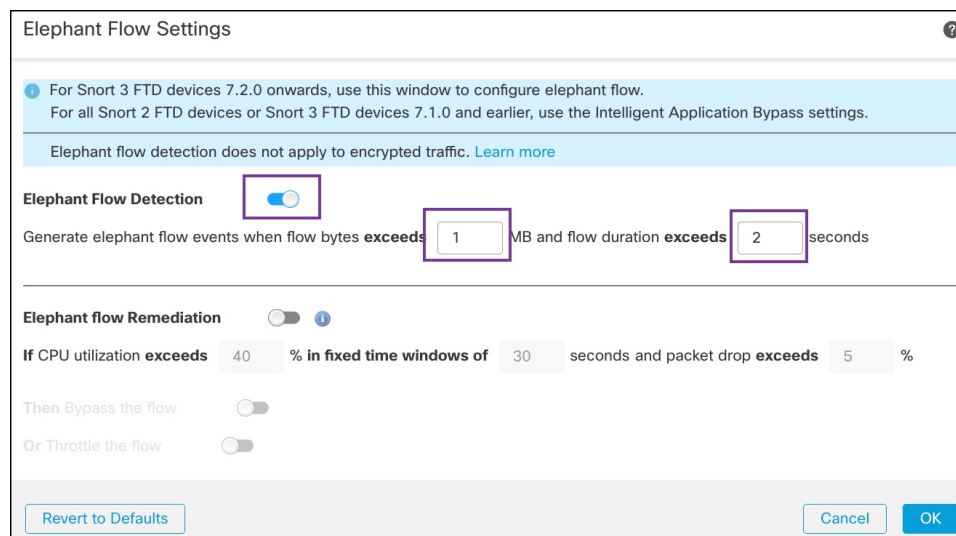 Elephant Flow Settings
?
For Snort 3 FTD devices 7.2.0 onwards, use this window to configure elephant flow.
For all Snort 2 FTD devices or Snort 3 FTD devices 7.1.0 and earlier, use the Intelligent Application Bypass settings.
Elephant flow detection does not apply to encrypted traffic. Learn more
Elephant Flow Detection
Generate elephant flow events when flow bytes exceeds 1 MB and flow duration exceeds 2 seconds
Elephant flow Remediation
If CPU utilization exceeds 40 % in fixed time windows of 30 seconds and packet drop exceeds 5 %
Then Bypass the flow
Or Throttle the flow
Revert to Defaults Cancel OK